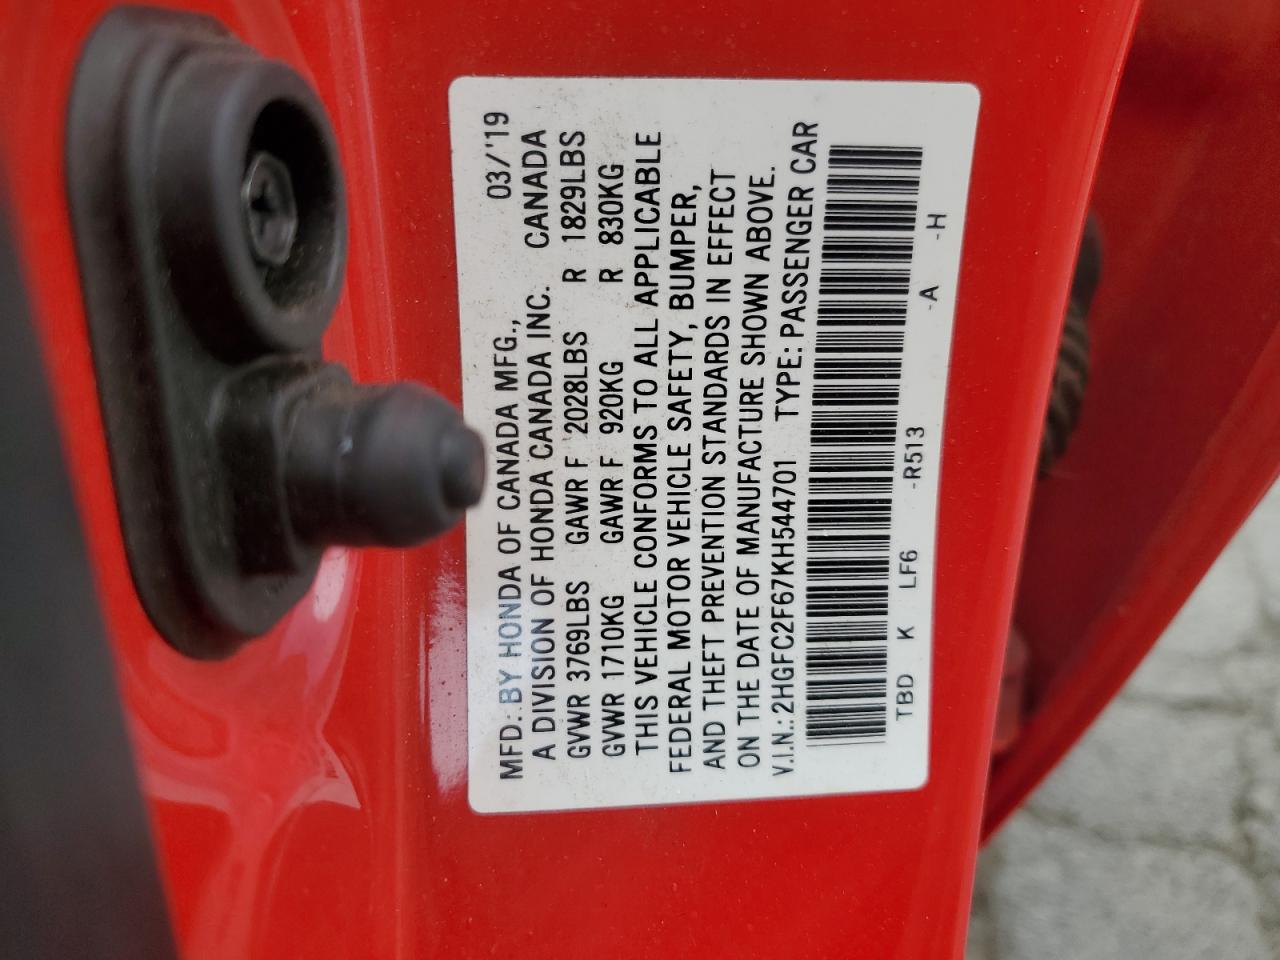 MFD. BY HONDA OF CANADA MFG., 03/'19
A DIVISION OF HONDA CANADA INC. CANADA
GVWR 3769LBS GAWR F 2028LBS R 1829LBS
GVWR 1710KG GAWR F 920KG R 830KG
THIS VEHICLE CONFORMS TO ALL APPLICABLE
FEDERAL MOTOR VEHICLE SAFETY, BUMPER,
AND THEFT PREVENTION STANDARDS IN EFFECT
ON THE DATE OF MANUFACTURE SHOWN ABOVE.
V.I.N.: 2HGFC2F67KH544701 TYPE: PASSENGER CAR
TBD K LF6 -R513 -A -H